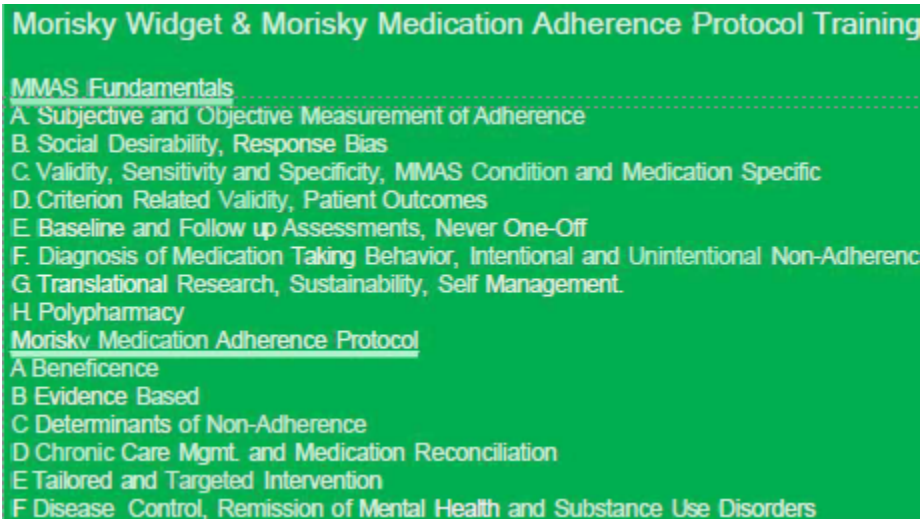 Morisky Widget & Morisky Medication Adherence Protocol Training
MMAS Fundamentals
A. Subjective and Objective Measurement of Adherence
B. Social Desirability, Response Bias
C. Validity, Sensitivity and Specificity, MMAS Condition and Medication Specific
D. Criterion Related Validity, Patient Outcomes
E. Baseline and Follow up Assessments, Never One-Off
F. Diagnosis of Medication Taking Behavior, Intentional and Unintentional Non-Adherenc
G. Translational Research, Sustainability, Self Management.
H. Polypharmacy
Morisky Medication Adherence Protocol
A Beneficence
B Evidence Based
C Determinants of Non-Adherence
D Chronic Care Mgmt. and Medication Reconciliation
E Tailored and Targeted Intervention
F Disease Control, Remission of Mental Health and Substance Use Disorders